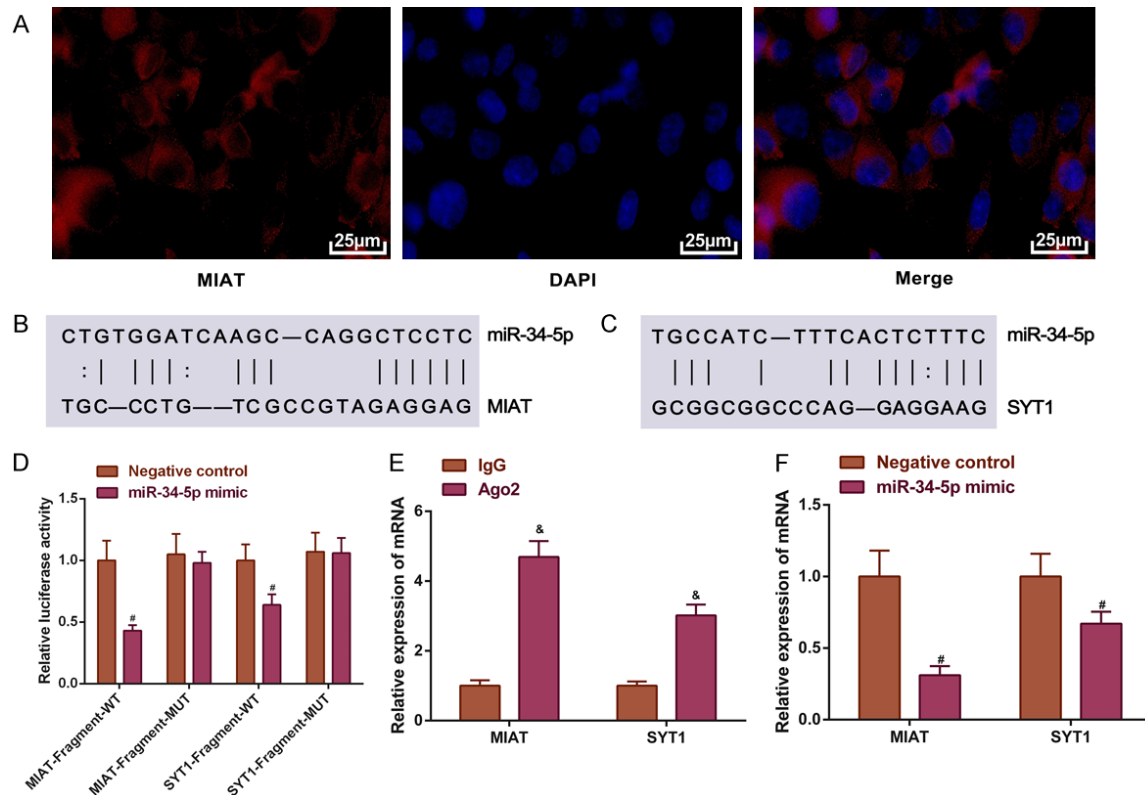 A
25μm
25μm
25μm
MIAT
DAPI
Merge
B
CTGTGGATCAAGC—CAGGCTCCTC miR-34-5p
: | | | | : | | | | | | | | |
TGC—CCTG——TCGCCGTAGAGGAG MIAT
C
TGCCATC—TTTCACTCTTTC miR-34-5p
| | | | | | | | | : | | |
GCGGCGGCCCAG—GAGGAAG SYT1
D
Negative control
miR-34-5p mimic
Relative luciferase activity
1.5
1.0
0.5
0.0
#
#
MIAT-Fragment-WT
MIAT-Fragment-MUT
SYT1-Fragment-WT
SYT1-Fragment-MUT
E
IgG
Ago2
Relative expression of mRNA
6
4
2
0
&
&
MIAT
SYT1
F
Negative control
miR-34-5p mimic
Relative expression of mRNA
1.5
1.0
0.5
0.0
#
#
MIAT
SYT1